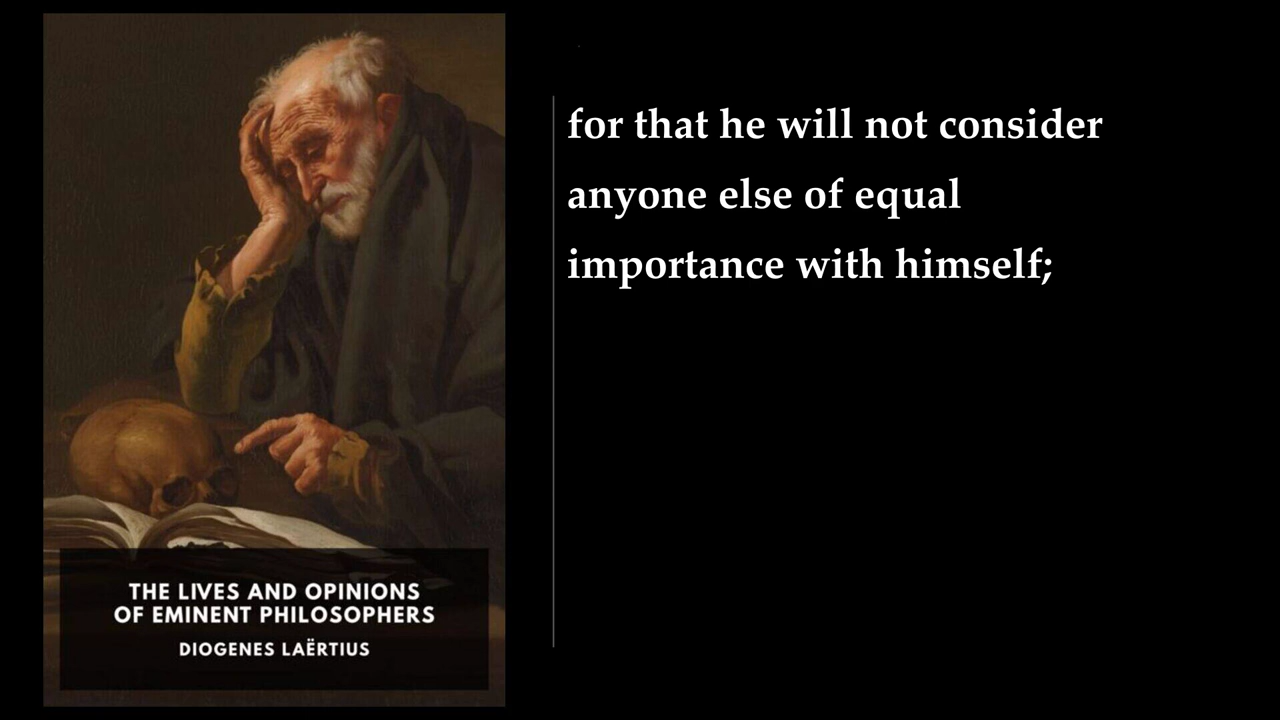 THE LIVES AND OPINIONS
OF EMINENT PHILOSOPHERS
DIOGENES LAËRTIUS
for that he will not consider
anyone else of equal
importance with himself;